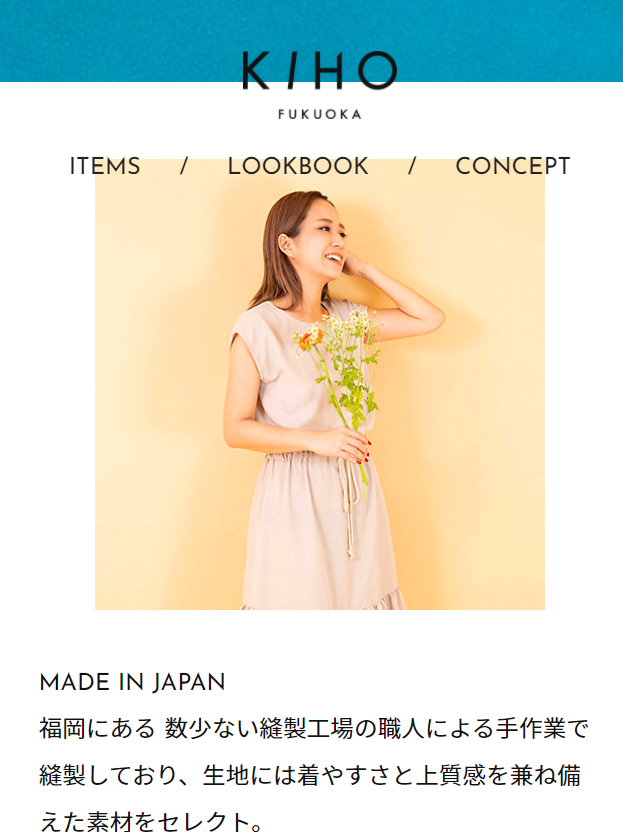 KIHO
FUKUOKA
ITEMS / LOOKBOOK / CONCEPT
MADE IN JAPAN
福岡にある 数少ない縫製工場の職人による手作業で
縫製しており、生地には着やすさと上質感を兼ね備
えた素材をセレクト。